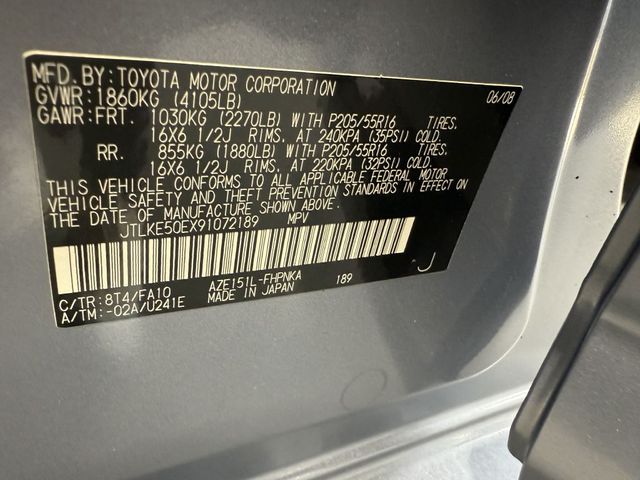 MFD. BY: TOYOTA MOTOR CORPORATION 06/08
GVWR: 1860KG (4105LB)
GAWR: FRT. 1030KG (2270LB) WITH P205/55R16 TIRES.
16X6 1/2J RIMS. AT 240KPA (35PSI) COLD.
RR. 855KG (1880LB) WITH P205/55R16 TIRES.
16X6 1/2J RIMS. AT 220KPA (32PSI) COLD.
THIS VEHICLE CONFORMS TO ALL APPLICABLE FEDERAL MOTOR
VEHICLE SAFETY AND THEFT PREVENTION STANDARDS IN EFFECT ON
THE DATE OF MANUFACTURE SHOWN ABOVE.
JTLKE50EX91072189 MPV
C/TR: 8T4/FA10 AZE151L-FHPNKA 189 J
A/TM: -02A/U241E MADE IN JAPAN